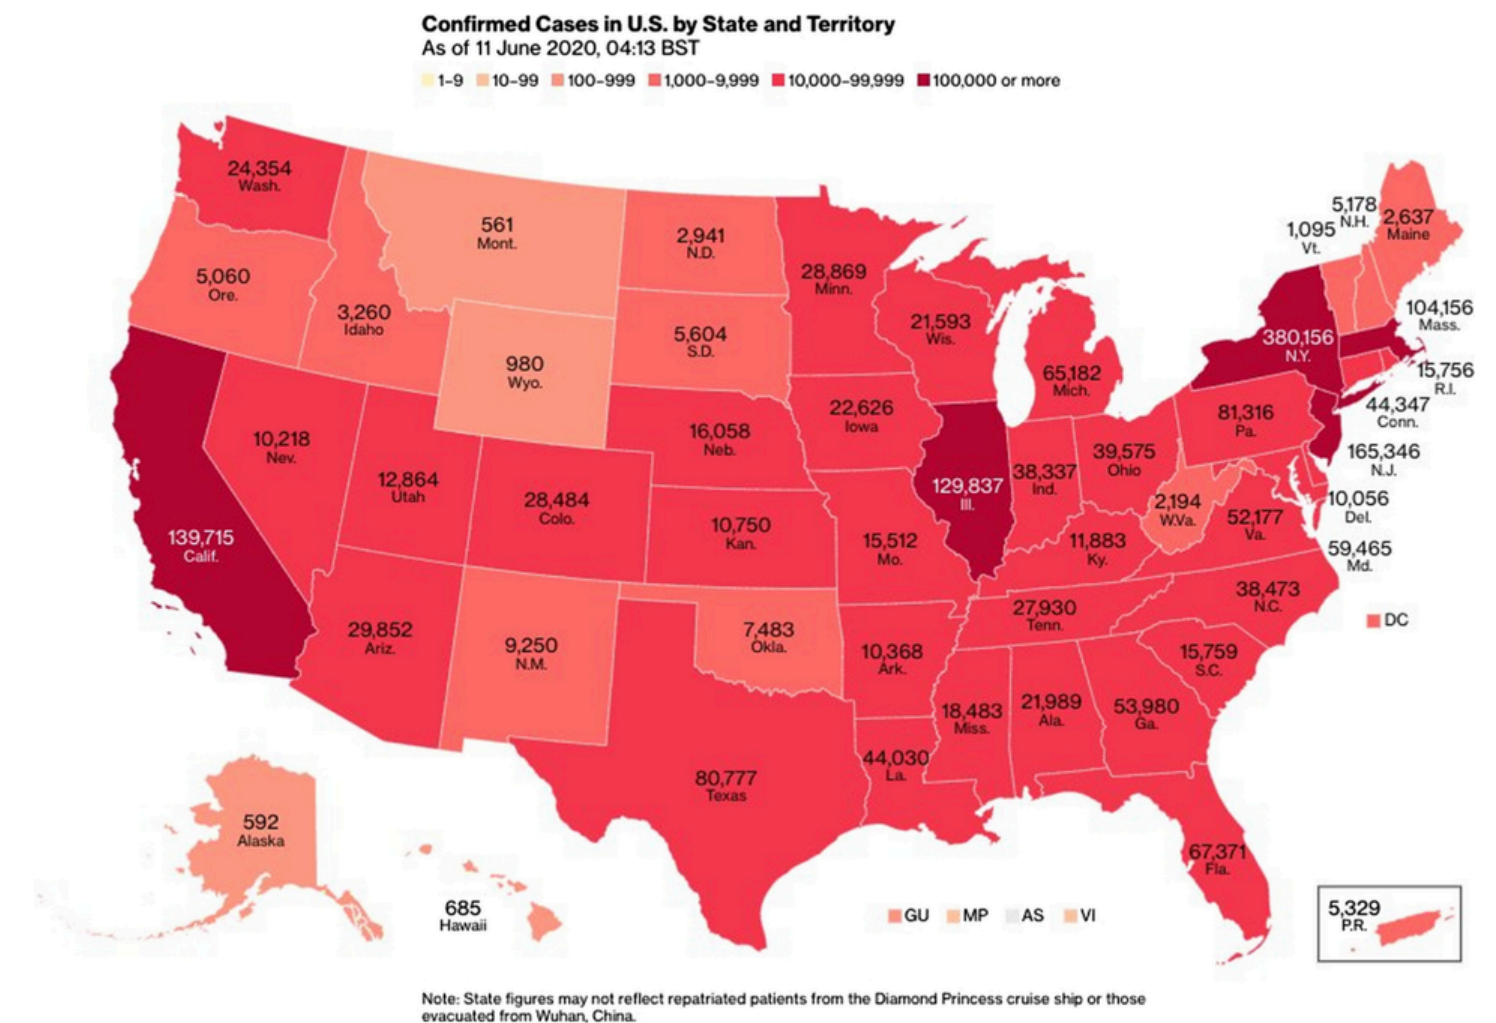 Confirmed Cases in U.S. by State and Territory
As of 11 June 2020, 04:13 BST
1–9 10–99 100–999 1,000–9,999 10,000–99,999 100,000 or more
24,354
Wash.
561
Mont.
2,941
N.D.
28,869
Minn.
5,178
N.H.
2,637
Maine
1,095
Vt.
5,060
Ore.
3,260
Idaho
980
Wyo.
5,604
S.D.
21,593
Wis.
65,182
Mich.
380,156
N.Y.
104,156
Mass.
15,756
R.I.
44,347
Conn.
10,218
Nev.
12,864
Utah
28,484
Colo.
16,058
Neb.
22,626
Iowa
129,837
Ill.
38,337
Ind.
39,575
Ohio
81,316
Pa.
165,346
N.J.
139,715
Calif.
10,750
Kan.
15,512
Mo.
11,883
Ky.
2,194
W.Va.
52,177
Va.
10,056
Del.
59,465
Md.
29,852
Ariz.
9,250
N.M.
7,483
Okla.
10,368
Ark.
27,930
Tenn.
38,473
N.C.
DC
15,759
S.C.
80,777
Texas
44,030
La.
18,483
Miss.
21,989
Ala.
53,980
Ga.
67,371
Fla.
592
Alaska
685
Hawaii
GU MP AS VI
5,329
P.R.
Note: State figures may not reflect repatriated patients from the Diamond Princess cruise ship or those
evacuated from Wuhan, China.